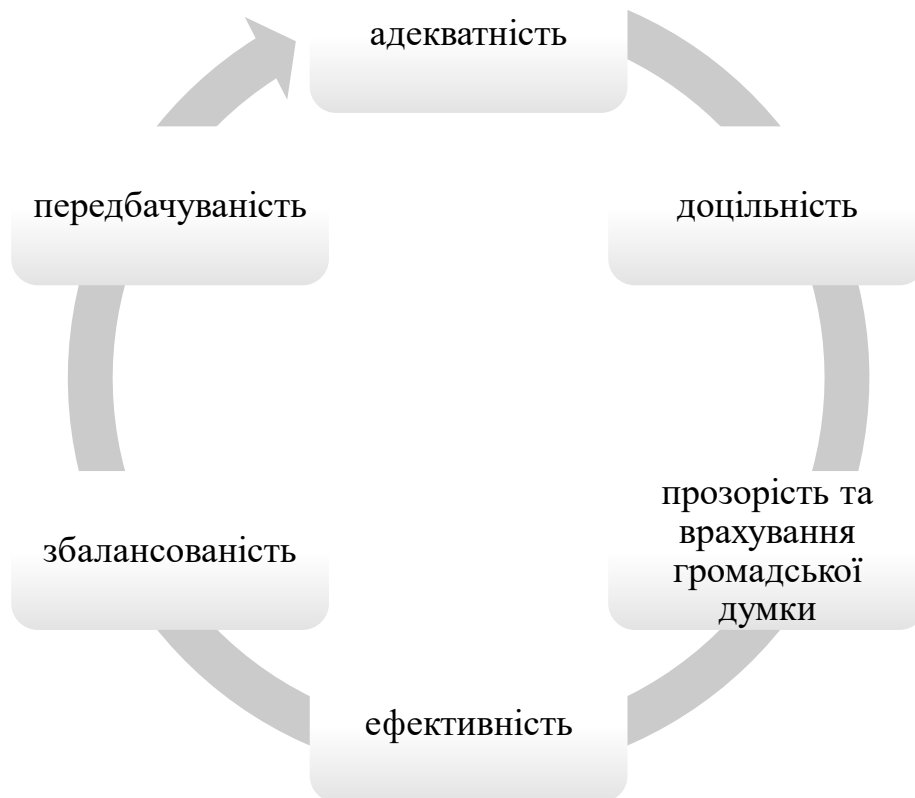 адекватність
доцільність
прозорість та
врахування
громадської
думки
ефективність
збалансованість
передбачуваність